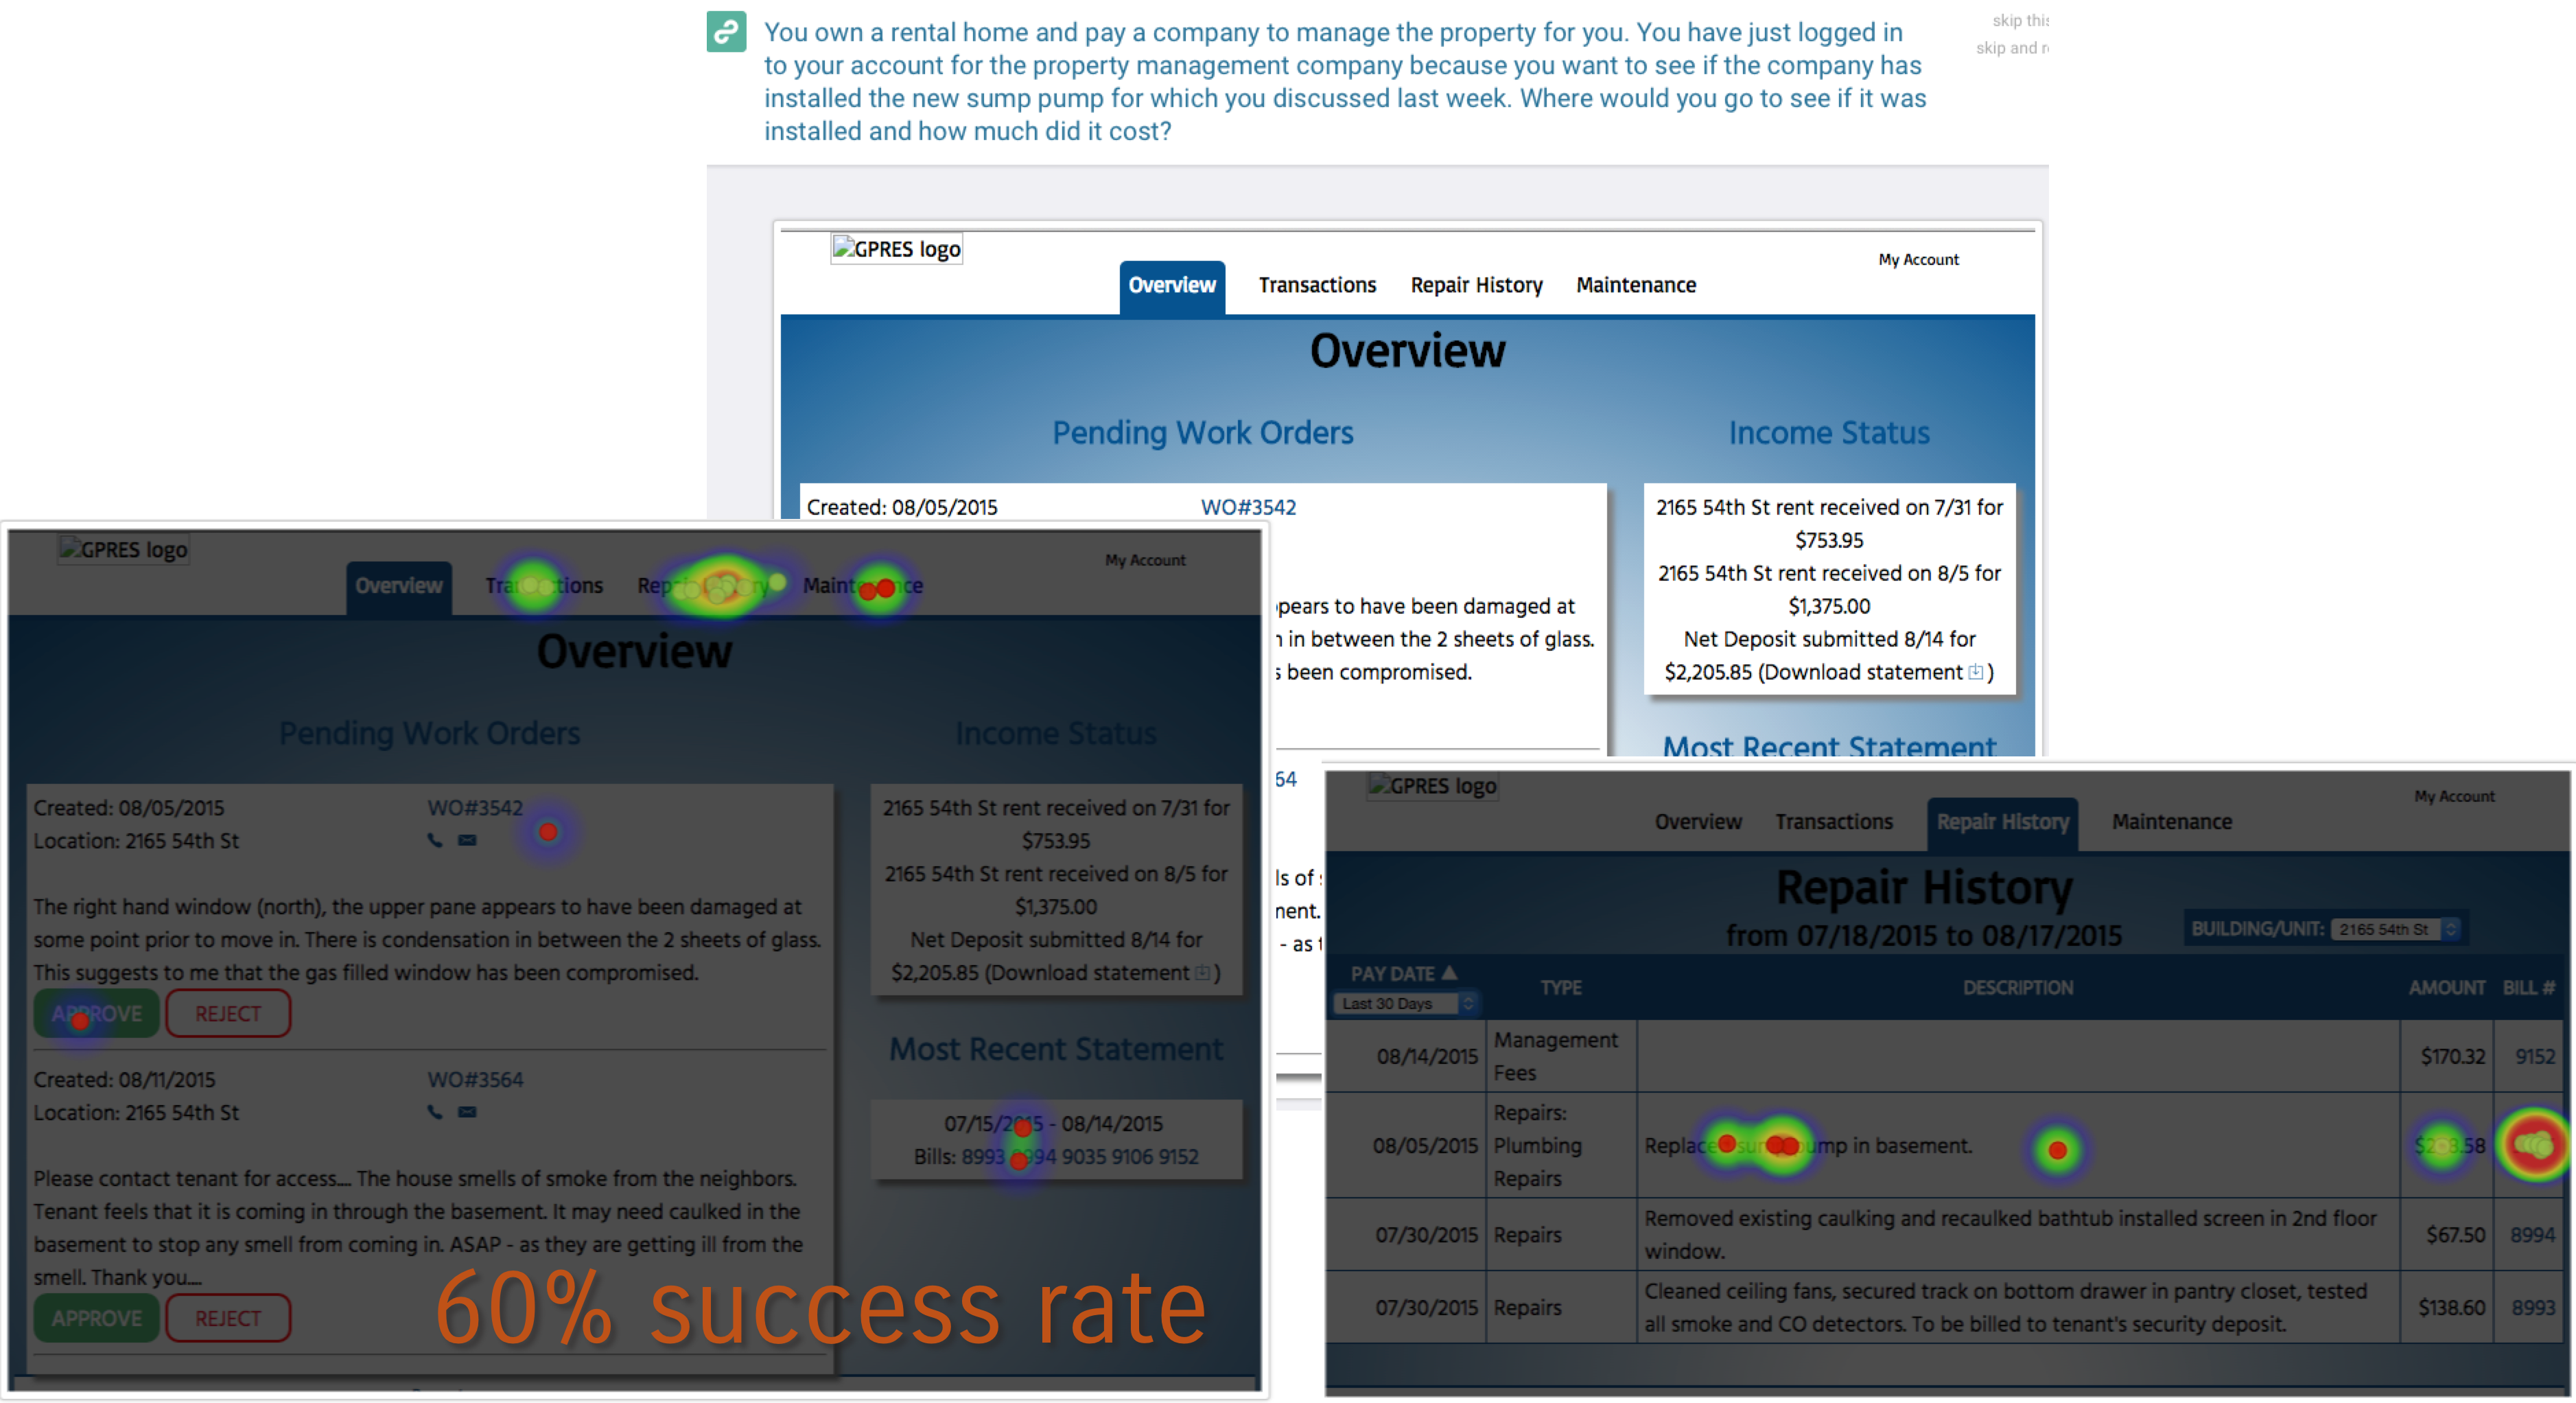 You own a rental home and pay a company to manage the property for you. You have just logged in
to your account for the property management company because you want to see if the company has
installed the new sump pump for which you discussed last week. Where would you go to see if it was
installed and how much did it cost?
skip this
skip and r
GPRES logo
My Account
Overview Transactions Repair History Maintenance
Overview
Pending Work Orders
Income Status
Created: 08/05/2015 WO#3542
2165 54th St rent received on 7/31 for
$753.95
2165 54th St rent received on 8/5 for
$1,375.00
Net Deposit submitted 8/14 for
$2,205.85 (Download statement)
pears to have been damaged at
n in between the 2 sheets of glass.
s been compromised.
Most Recent Statement
64
ls of
ment.
- as t
GPRES logo
My Account
Overview Transactions Repair History Maintenance
Overview
Pending Work Orders
Income Status
Created: 08/05/2015 WO#3542
Location: 2165 54th St
The right hand window (north), the upper pane appears to have been damaged at
some point prior to move in. There is condensation in between the 2 sheets of glass.
This suggests to me that the gas filled window has been compromised.
APPROVE REJECT
Created: 08/11/2015 WO#3564
Location: 2165 54th St
Please contact tenant for access.... The house smells of smoke from the neighbors.
Tenant feels that it is coming in through the basement. It may need caulked in the
basement to stop any smell from coming in. ASAP - as they are getting ill from the
smell. Thank you....
APPROVE REJECT
2165 54th St rent received on 7/31 for
$753.95
2165 54th St rent received on 8/5 for
$1,375.00
Net Deposit submitted 8/14 for
$2,205.85 (Download statement)
Most Recent Statement
07/15/2015 - 08/14/2015
Bills: 8993 8994 9035 9106 9152
60% success rate
GPRES logo
My Account
Overview Transactions Repair History Maintenance
Repair History
from 07/18/2015 to 08/17/2015
BUILDING/UNIT: 2165 54th St
PAY DATE ▲ TYPE DESCRIPTION AMOUNT BILL #
Last 30 Days
08/14/2015 Management Fees $170.32 9152
08/05/2015 Repairs: Plumbing Repairs Replace sump pump in basement.
07/30/2015 Repairs Removed existing caulking and recaulked bathtub installed screen in 2nd floor
window. $67.50 8994
07/30/2015 Repairs Cleaned ceiling fans, secured track on bottom drawer in pantry closet, tested
all smoke and CO detectors. To be billed to tenant's security deposit. $138.60 8993